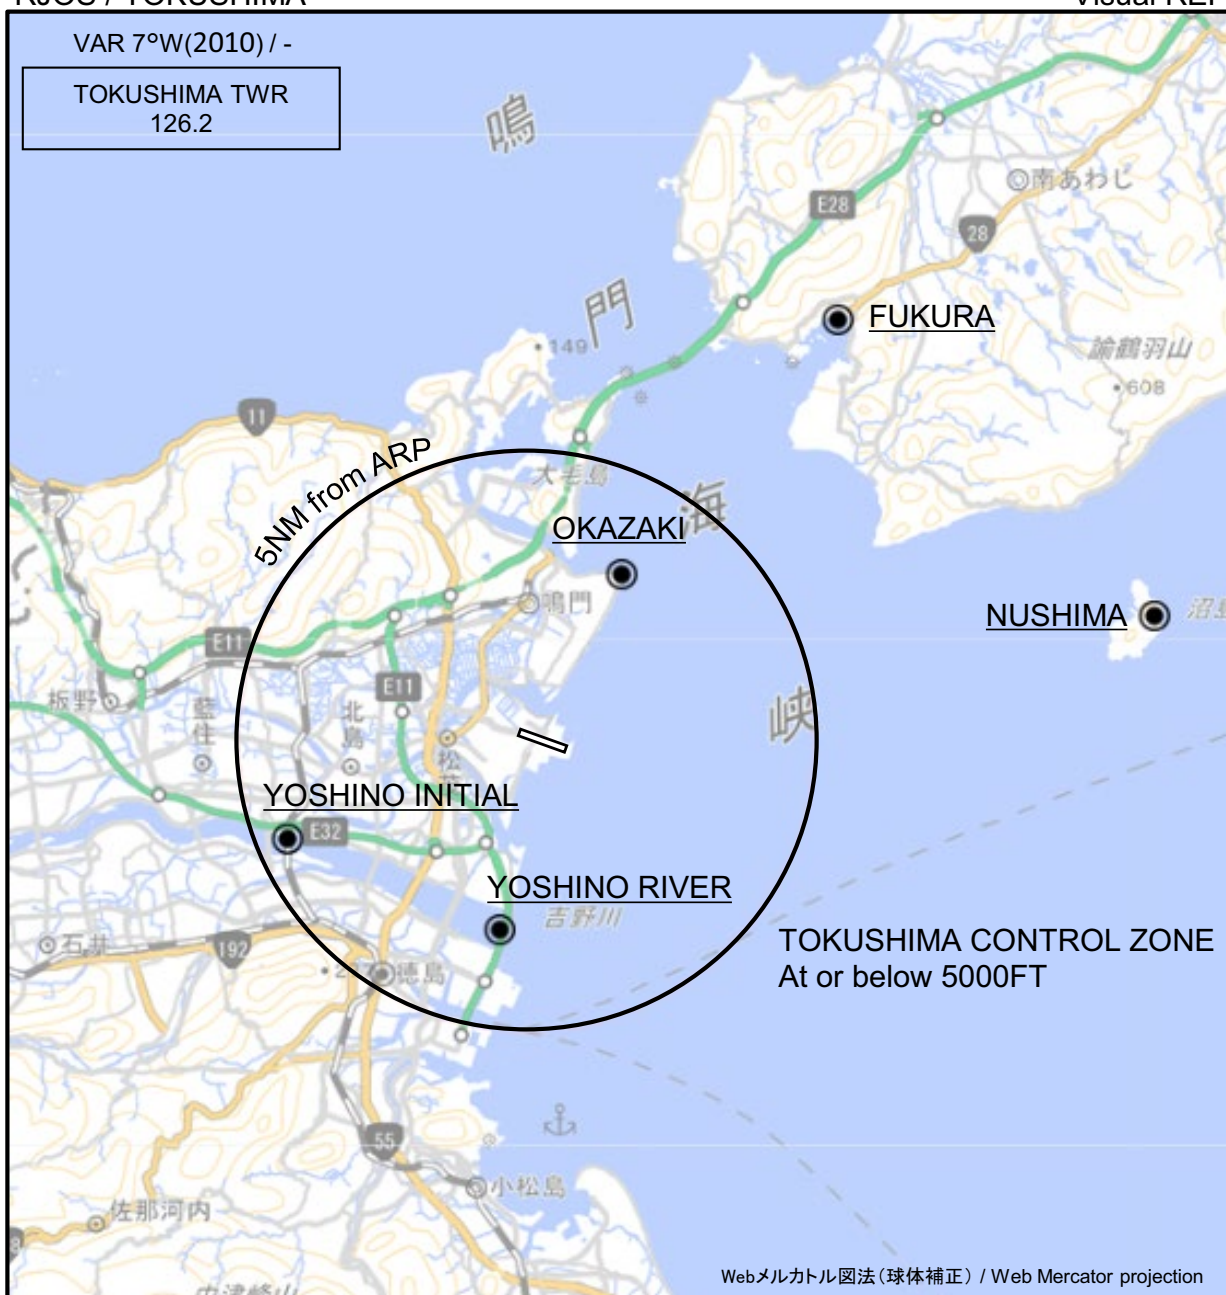 VAR 7°W(2010) / -
TOKUSHIMA TWR
126.2
鳴
門
海
峡
E28
28
南あわじ
FUKURA
149
諭鶴羽山
608
11
5NM from ARP
大毛島
OKAZAKI
鳴門
NUSHIMA
E11
E11
板野
藍住
北島
YOSHINO INITIAL
E32
YOSHINO RIVER
吉野川
石井
192
徳島
TOKUSHIMA CONTROL ZONE
At or below 5000FT
55
小松島
佐那河内
Webメルカトル図法(球体補正) / Web Mercator projection